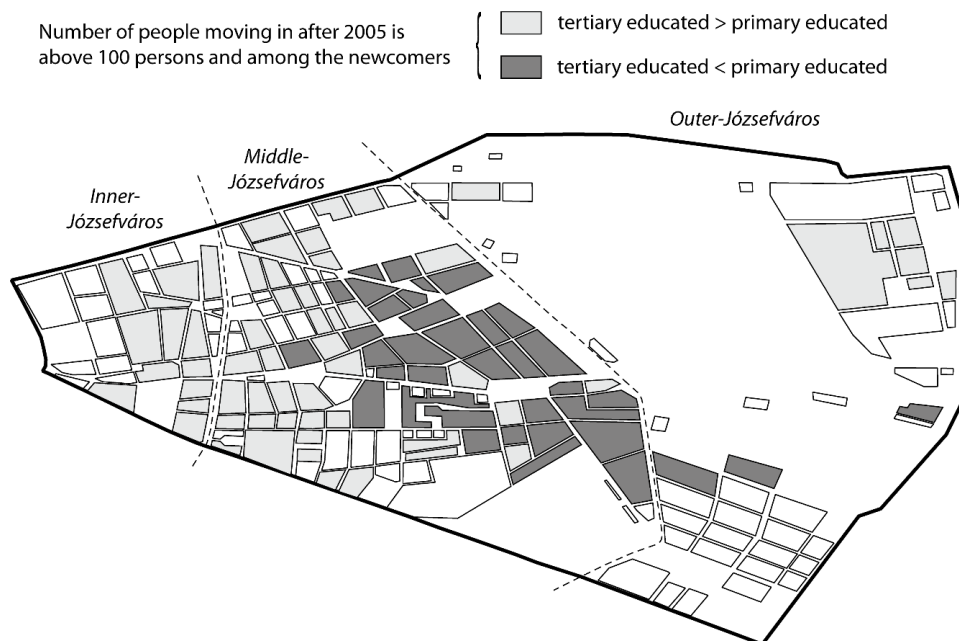 Number of people moving in after 2005 is
above 100 persons and among the newcomers
tertiary educated > primary educated
tertiary educated < primary educated
Outer-Józsefváros
Middle-
Józsefváros
Inner-
Józsefváros